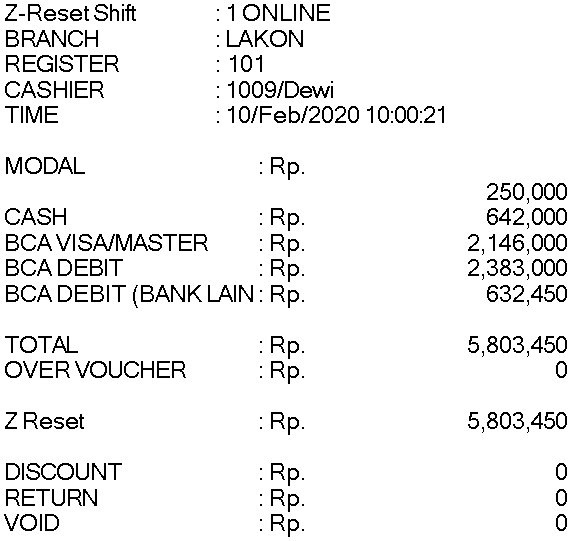 Z-Reset Shift : 1 ONLINE
BRANCH : LAKON
REGISTER : 101
CASHIER : 1009/Dewi
TIME : 10/Feb/2020 10:00:21
MODAL : Rp.
250,000
CASH : Rp. 642,000
BCA VISA/MASTER : Rp. 2,146,000
BCA DEBIT : Rp. 2,383,000
BCA DEBIT (BANK LAIN : Rp. 632,450
TOTAL : Rp. 5,803,450
OVER VOUCHER : Rp. 0
Z Reset : Rp. 5,803,450
DISCOUNT : Rp. 0
RETURN : Rp. 0
VOID : Rp. 0